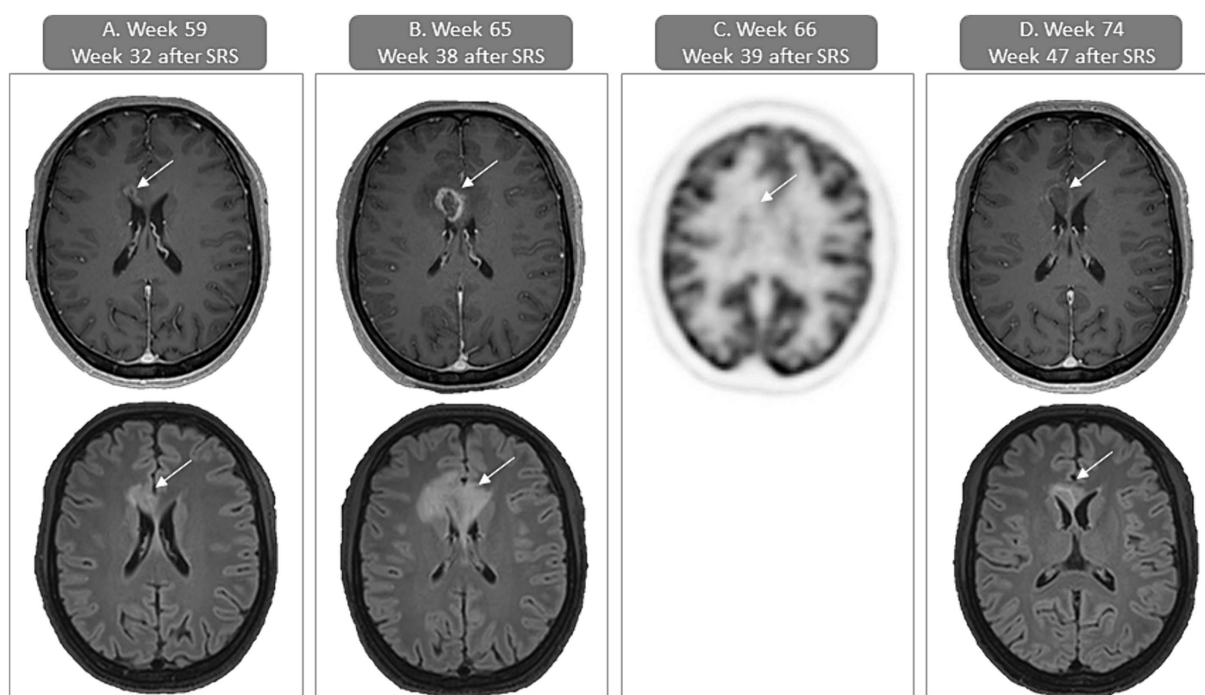 A. Week 59
Week 32 after SRS
B. Week 65
Week 38 after SRS
C. Week 66
Week 39 after SRS
D. Week 74
Week 47 after SRS